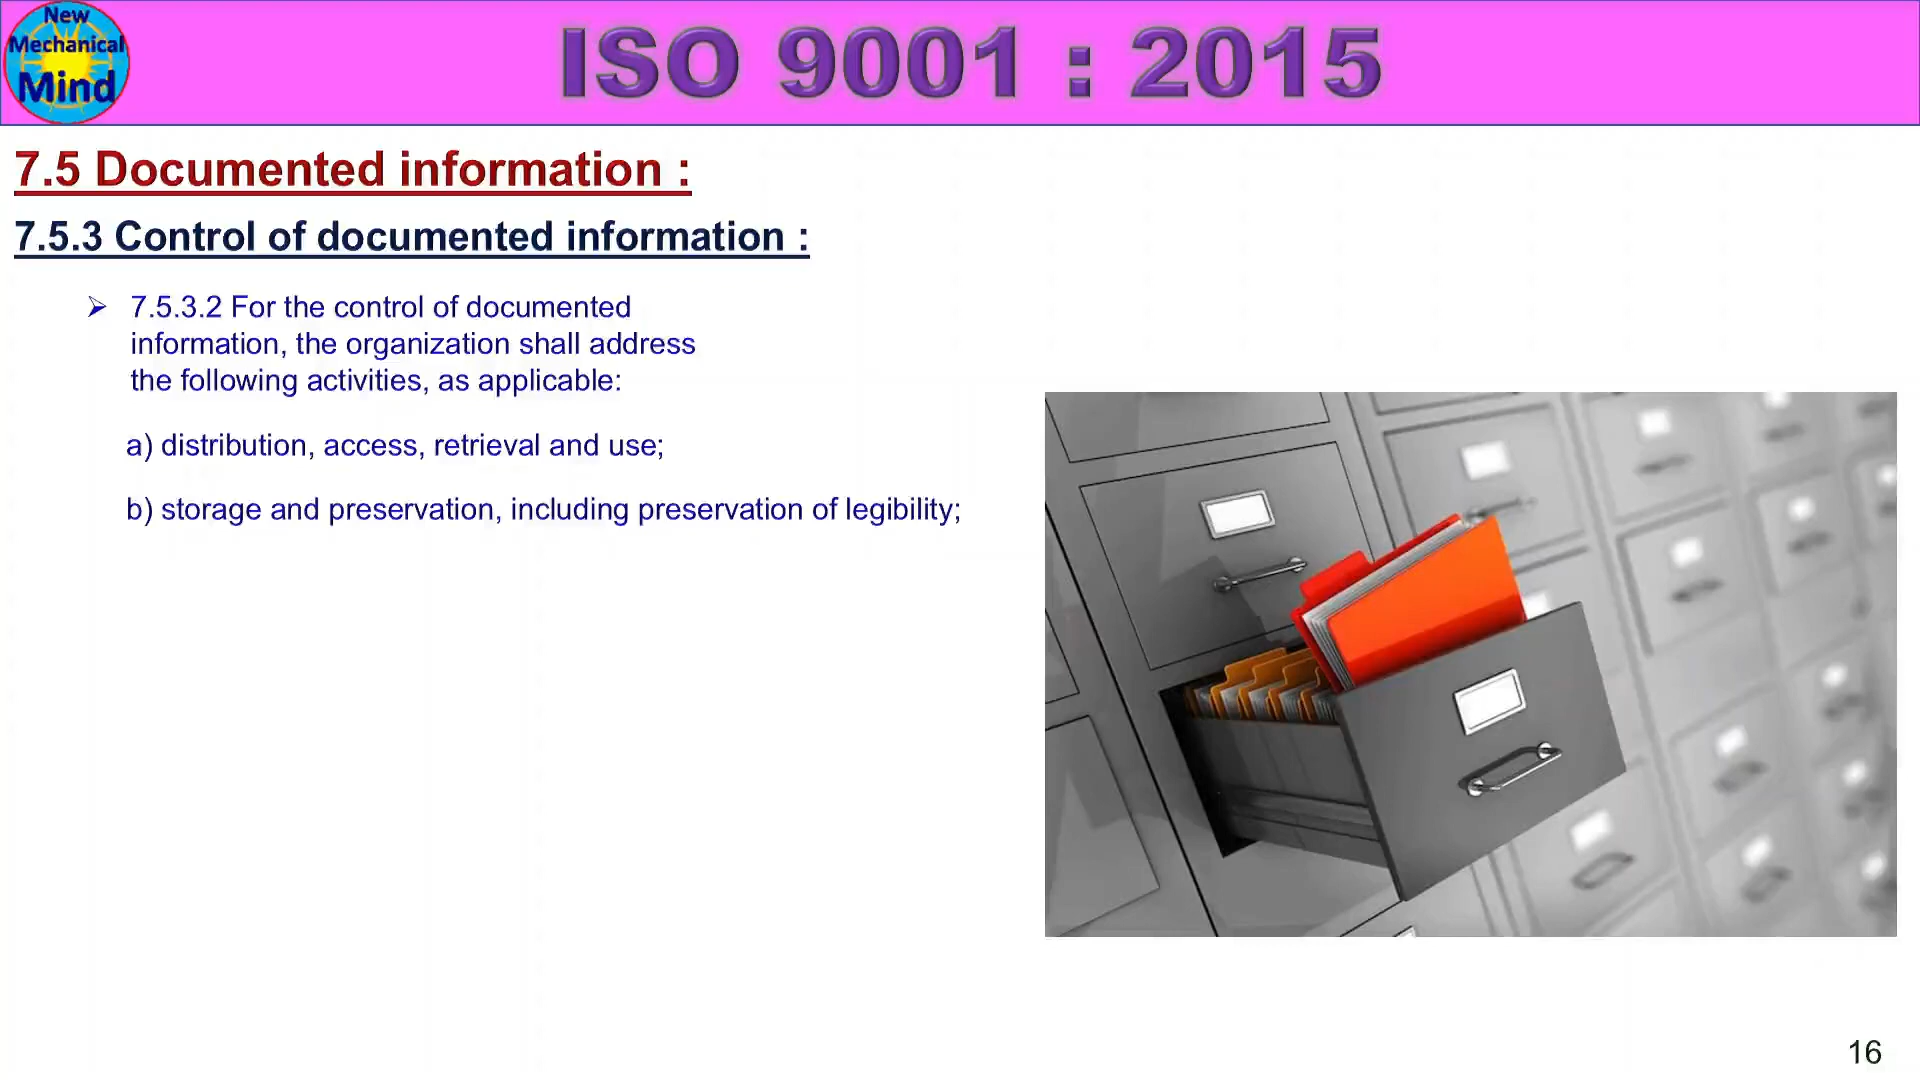 New
Mechanical
Mind
ISO 9001 : 2015
7.5 Documented information :
7.5.3 Control of documented information :
➢ 7.5.3.2 For the control of documented
information, the organization shall address
the following activities, as applicable:
a) distribution, access, retrieval and use;
b) storage and preservation, including preservation of legibility;
16